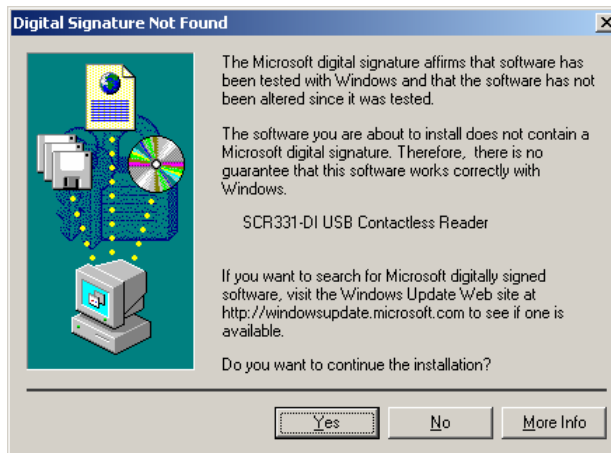 Digital Signature Not Found
The Microsoft digital signature affirms that software has
been tested with Windows and that the software has not
been altered since it was tested.
The software you are about to install does not contain a
Microsoft digital signature. Therefore, there is no
guarantee that this software works correctly with
Windows.
SCR331-DI USB Contactless Reader
If you want to search for Microsoft digitally signed
software, visit the Windows Update Web site at
http://windowsupdate.microsoft.com to see if one is
available.
Do you want to continue the installation?
Yes No More Info